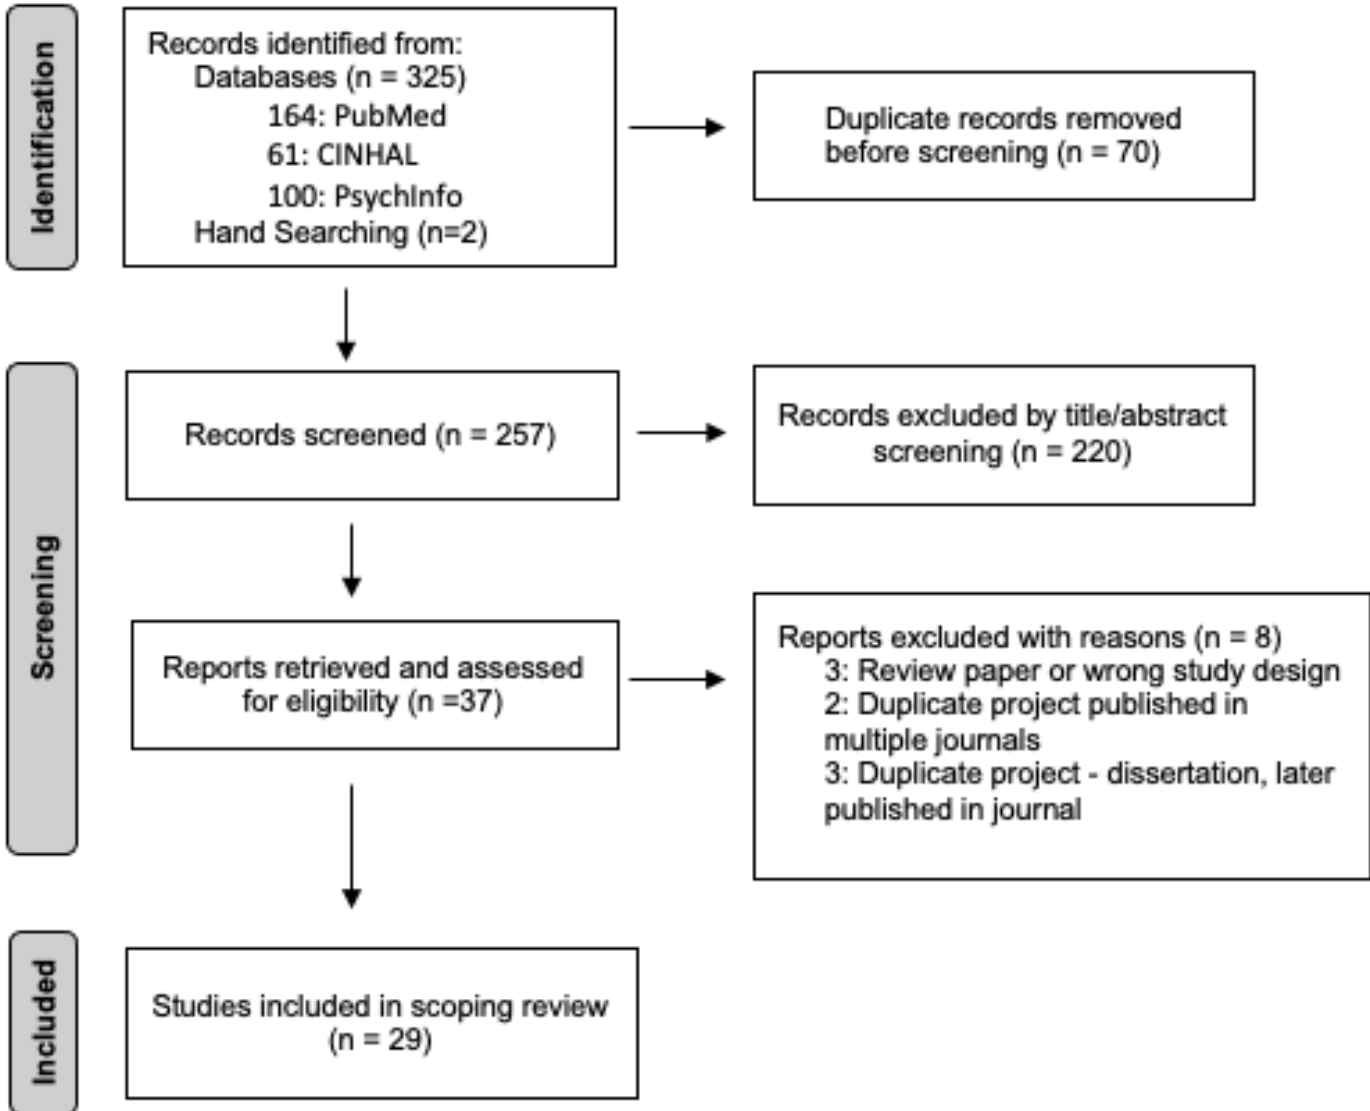 Identification
Records identified from:
Databases (n = 325)
164: PubMed
61: CINHAL
100: PsychInfo
Hand Searching (n=2)
Duplicate records removed
before screening (n = 70)
Screening
Records screened (n = 257)
Records excluded by title/abstract
screening (n = 220)
Reports retrieved and assessed
for eligibility (n =37)
Reports excluded with reasons (n = 8)
3: Review paper or wrong study design
2: Duplicate project published in
multiple journals
3: Duplicate project - dissertation, later
published in journal
Included
Studies included in scoping review
(n = 29)